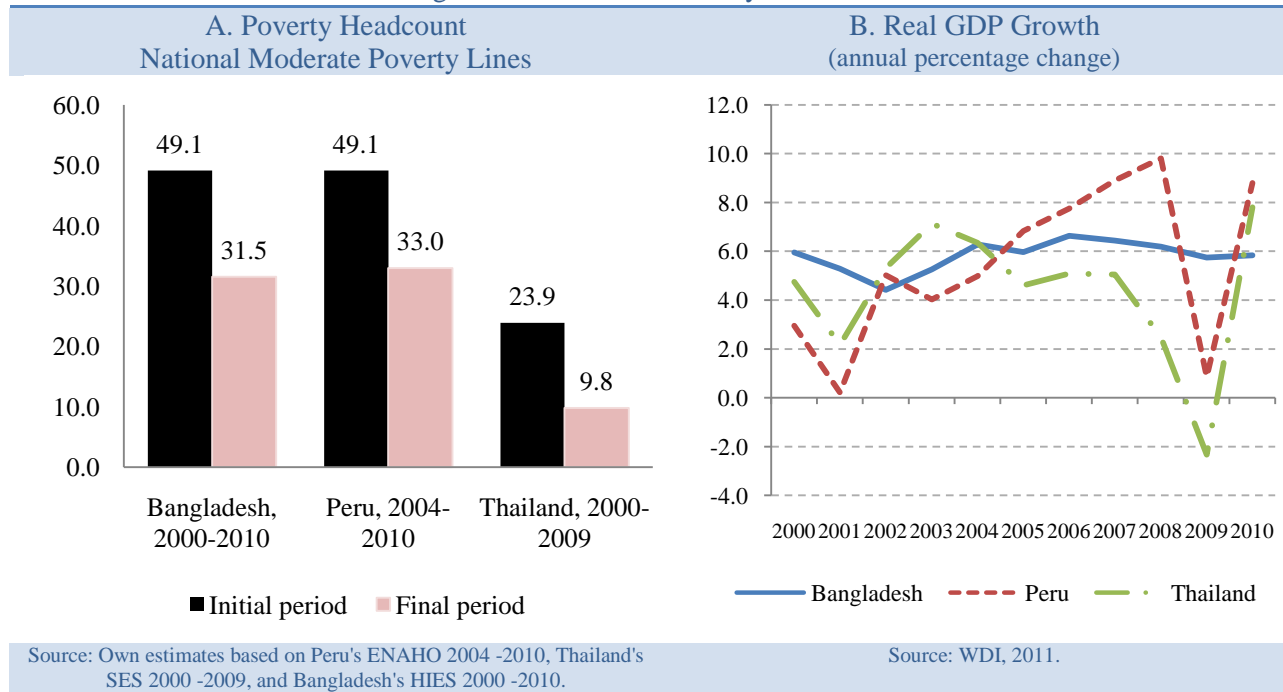 A. Poverty Headcount
National Moderate Poverty Lines
60.0
50.0
40.0
30.0
20.0
10.0
0.0
49.1
31.5
49.1
33.0
23.9
9.8
Bangladesh,
2000-2010
Peru, 2004-
2010
Thailand, 2000-
2009
Initial period
Final period
Source: Own estimates based on Peru's ENAHO 2004 -2010, Thailand's
SES 2000 -2009, and Bangladesh's HIES 2000 -2010.
B. Real GDP Growth
(annual percentage change)
12.0
10.0
8.0
6.0
4.0
2.0
0.0
-2.0
-4.0
2000 2001 2002 2003 2004 2005 2006 2007 2008 2009 2010
Bangladesh
Peru
Thailand
Source: WDI, 2011.